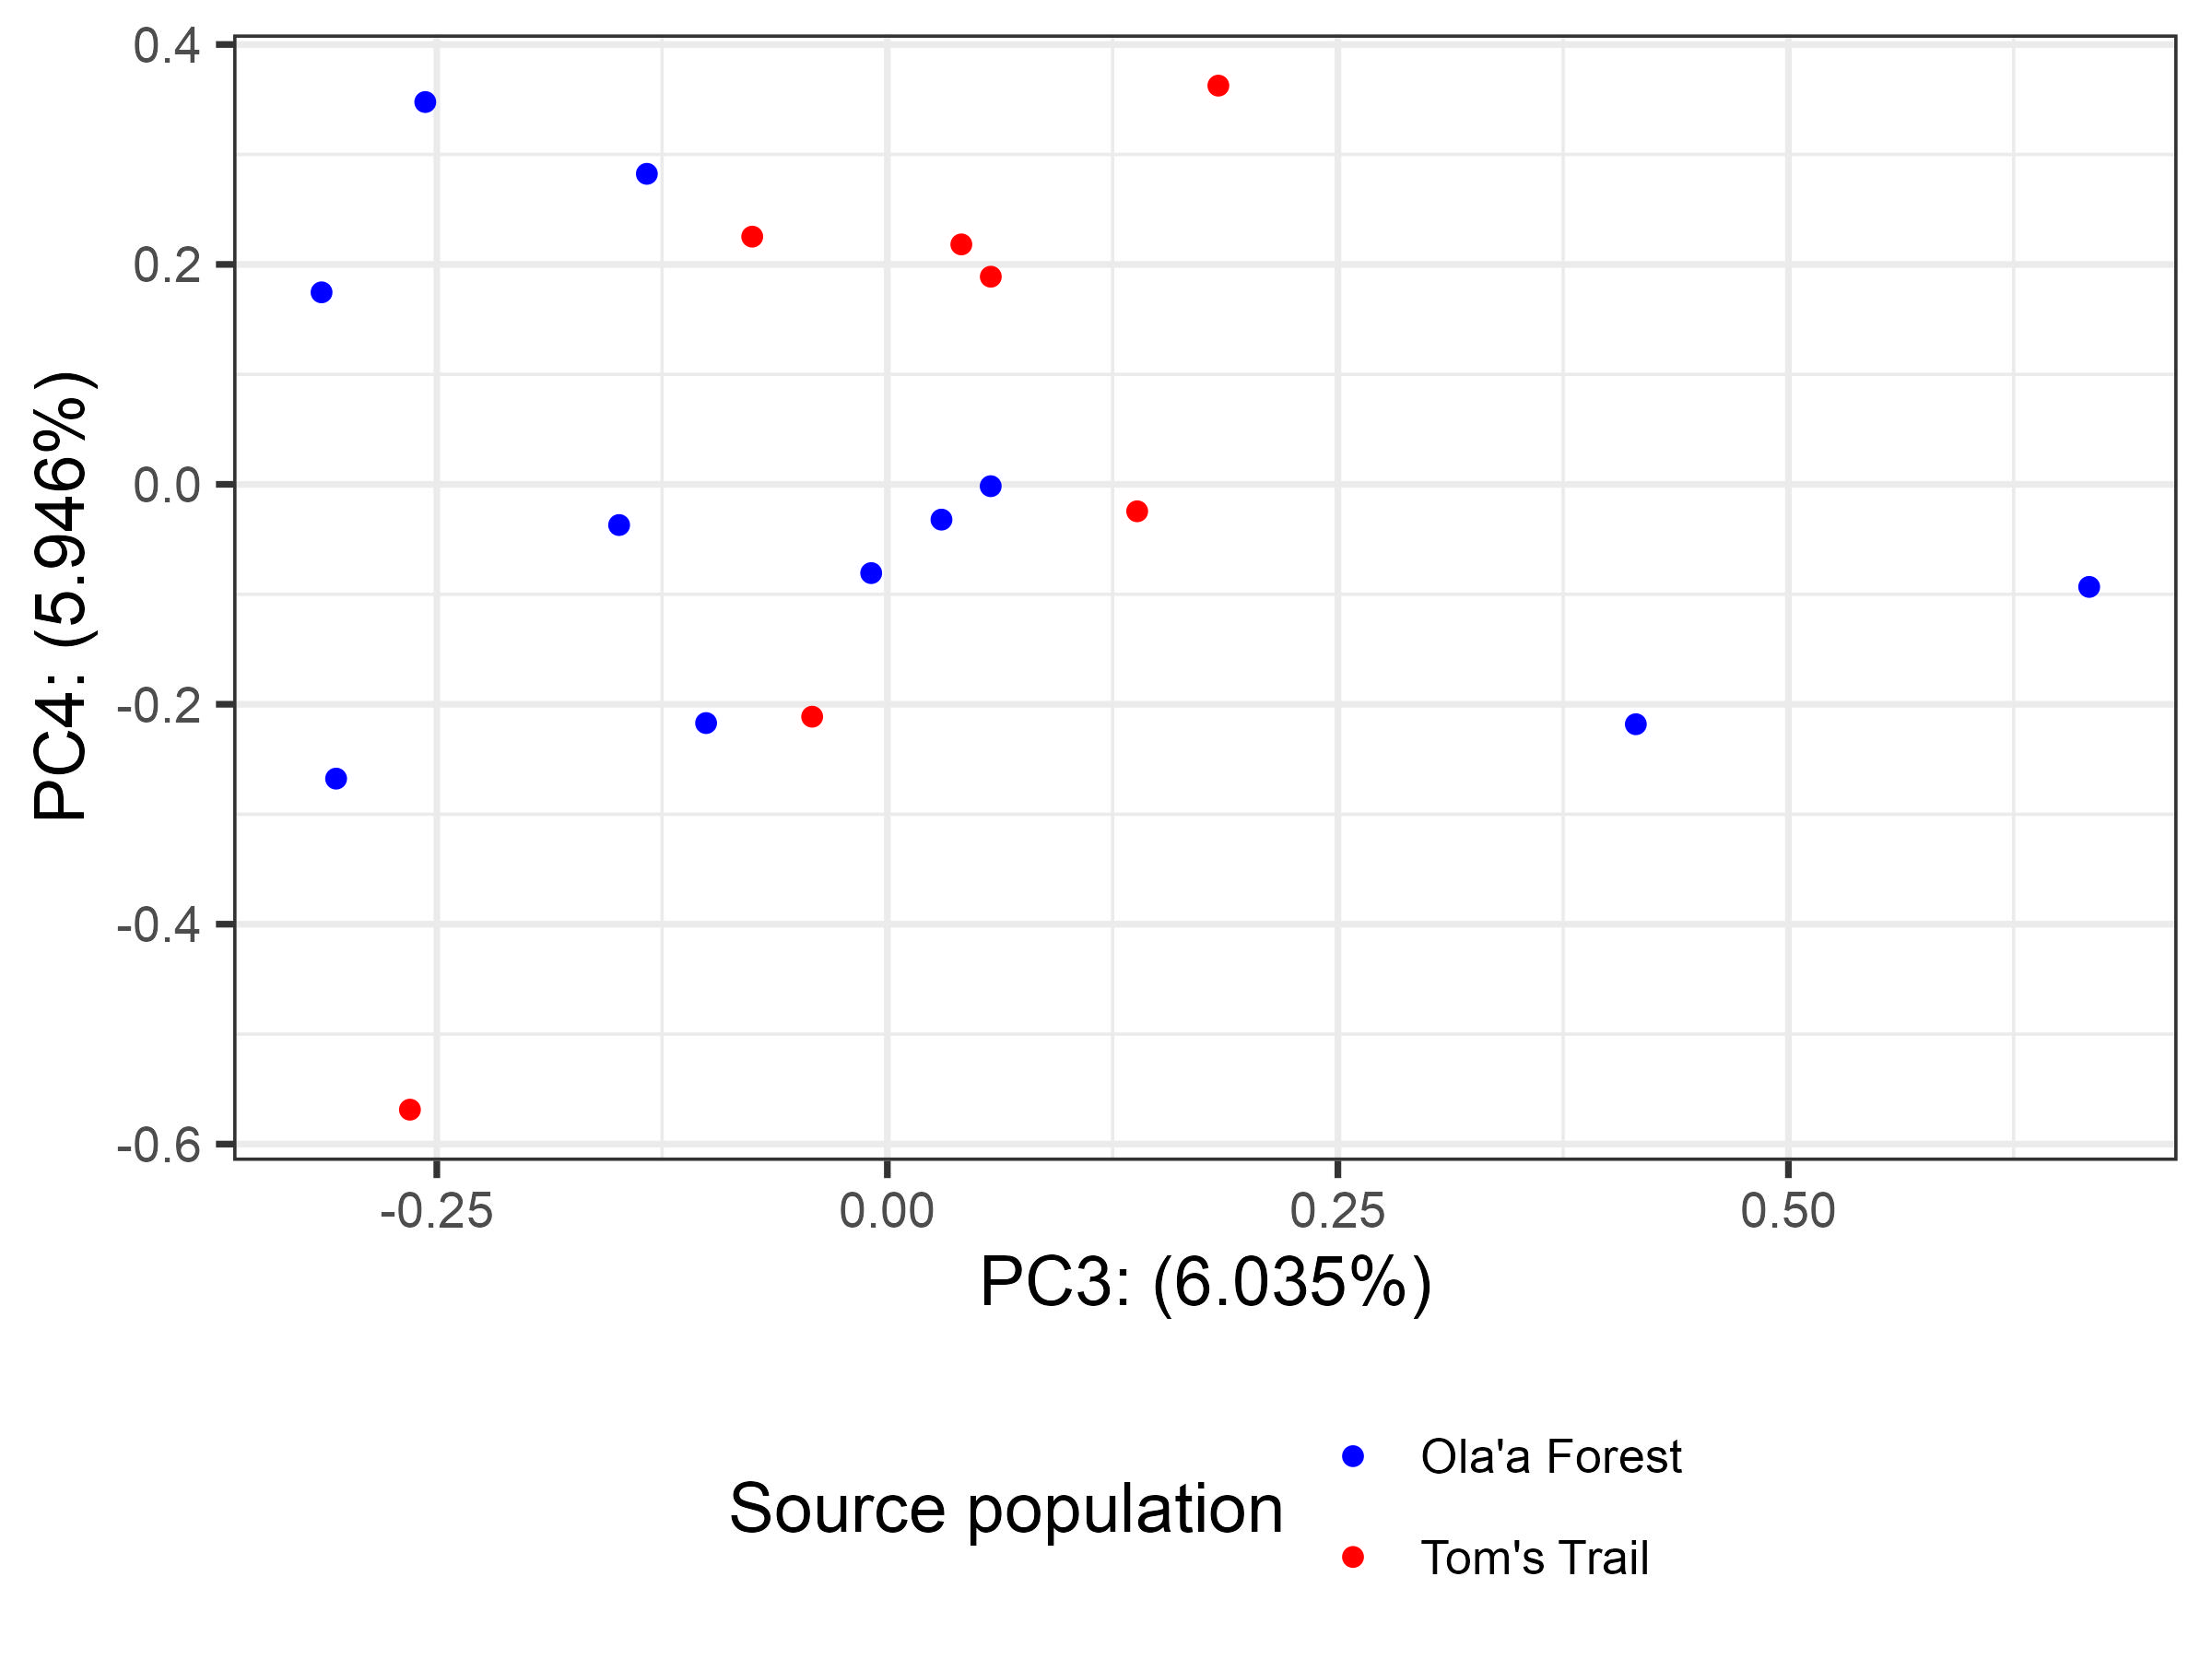 0.4
0.2
0.0
-0.2
-0.4
-0.6
PC4: (5.946%)
-0.25 0.00 0.25 0.50
PC3: (6.035%)
Source population
Ola'a Forest
Tom's Trail